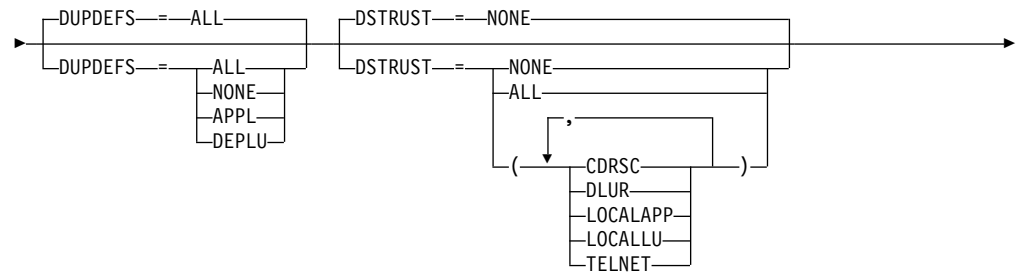 DUPDEFS = ALL
DUPDEFS = ALL
NONE
APPL
DEPLU
DSTRUST = NONE
DSTRUST = NONE
ALL
,
( CDRSC )
DLUR
LOCALAPP
LOCALLU
TELNET